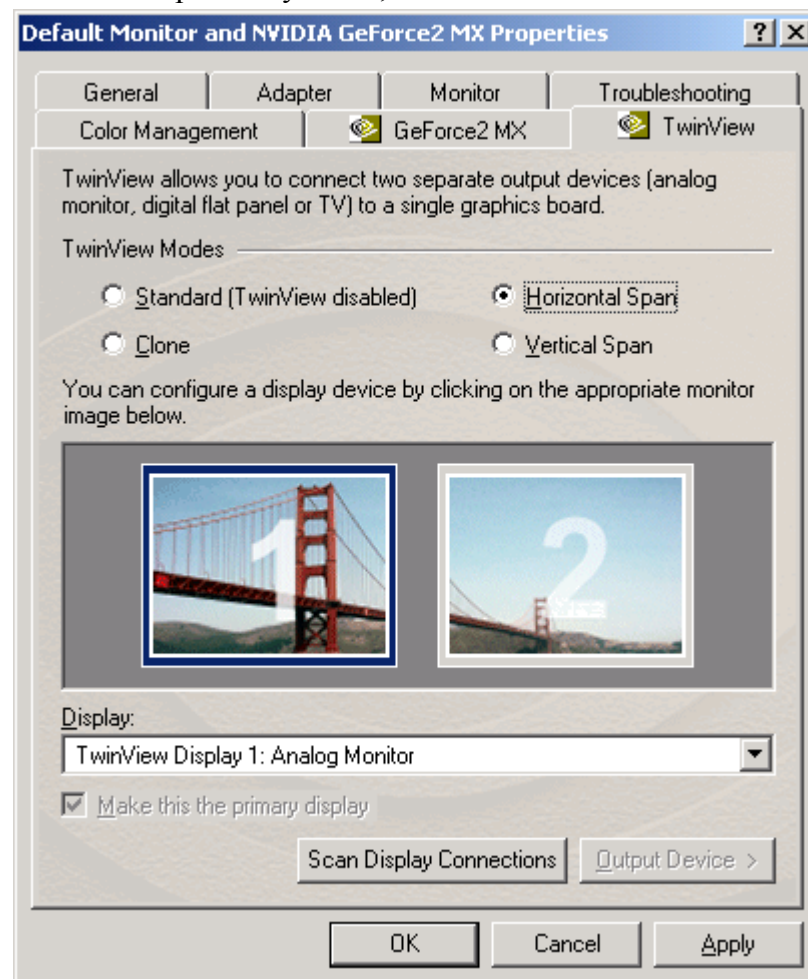 Default Monitor and NVIDIA GeForce2 MX Properties
General Adapter Monitor Troubleshooting
Color Management GeForce2 MX TwinView
TwinView allows you to connect two separate output devices (analog
monitor, digital flat panel or TV) to a single graphics board.
TwinView Modes
Standard (TwinView disabled) Horizontal Span
Clone Vertical Span
You can configure a display device by clicking on the appropriate monitor
image below.
1 2
Display:
TwinView Display 1: Analog Monitor
Make this the primary display
Scan Display Connections Output Device >
OK Cancel Apply